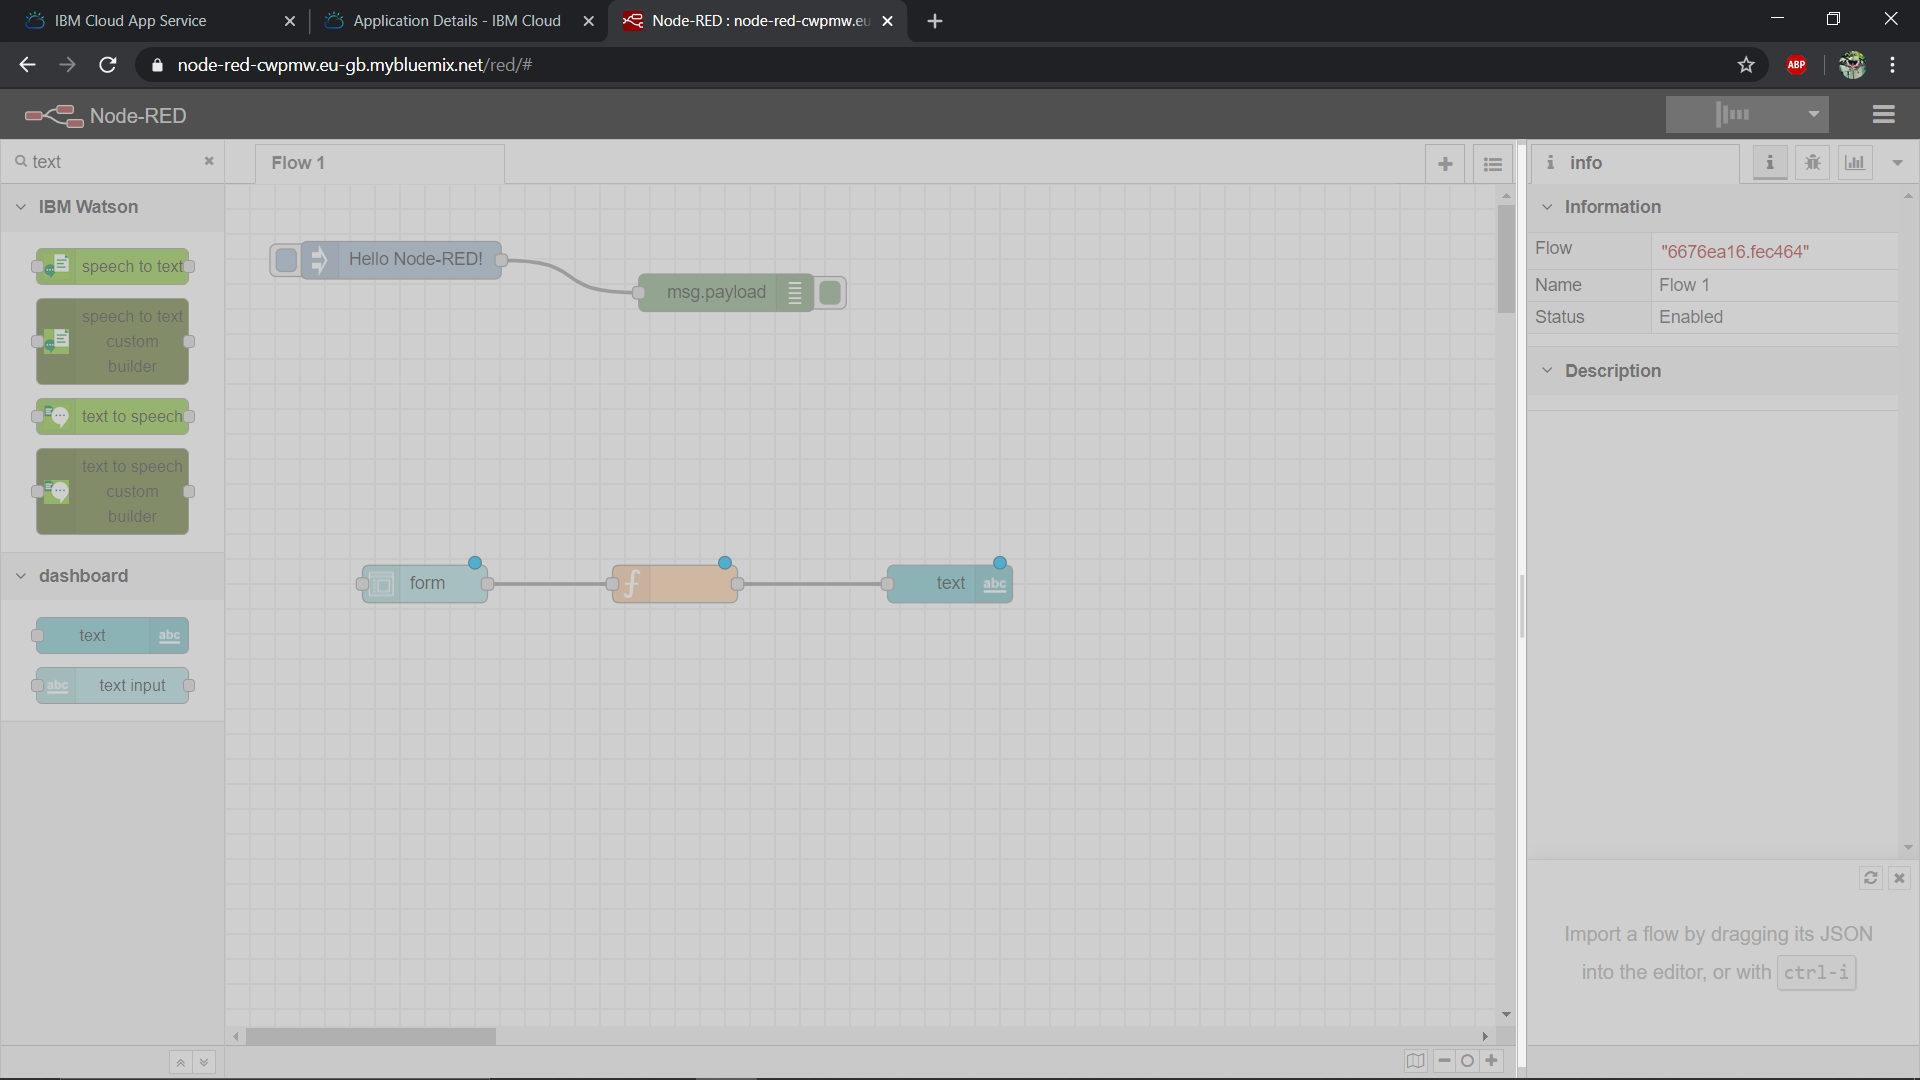 IBM Cloud App Service
Application Details - IBM Cloud
Node-RED : node-red-cwpmw.eu
node-red-cwpmw.eu-gb.mybluemix.net/red/#
ABP
Node-RED
text
Flow 1
info
IBM Watson
speech to text
speech to text
custom
builder
text to speech
text to speech
custom
builder
dashboard
text
abc
abc
text input
Hello Node-RED!
msg.payload
form
text
abc
Information
Flow
"6676ea16.fec464"
Name
Flow 1
Status
Enabled
Description
Import a flow by dragging its JSON
into the editor, or with ctrl-i